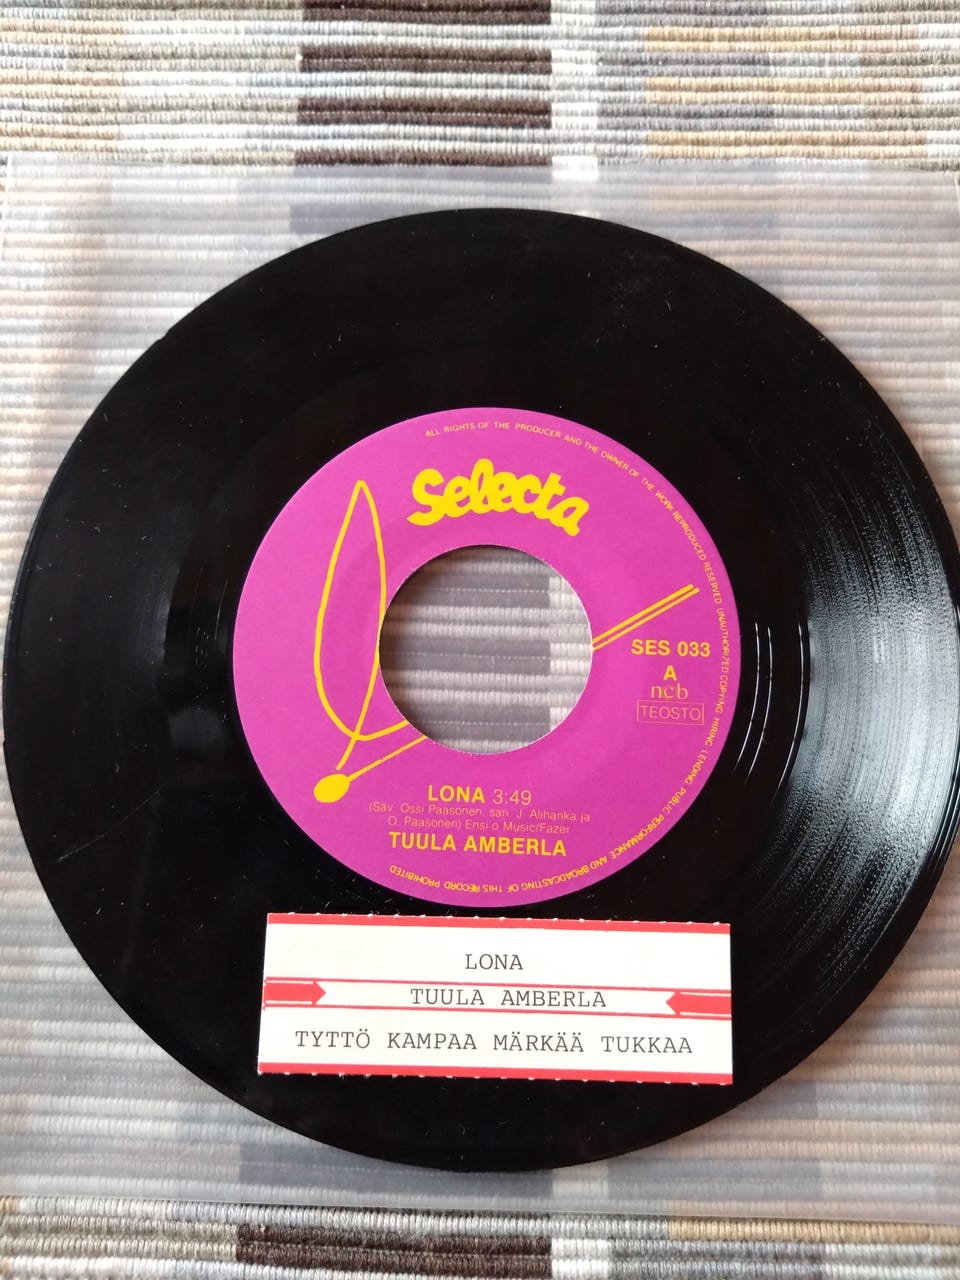 ALL RIGHTS OF THE PRODUCER AND THE OWNER OF THE WORK REPRODUCED RESERVED UNAUTHORIZED COPYING HIRING LENDING PUBLIC PERFORMANCE AND BROADCASTING OF THIS RECORD PROHIBITED
Selecta
SES 033
A
ncb
TEOSTO
LONA 3:49
(Säv. Ossi Paasonen, san. J. Alihanka ja
O. Paasonen) Ensio Music/Fazer
TUULA AMBERLA
LONA
TUULA AMBERLA
TYTTÖ KAMPAA MÄRKÄÄ TUKKAA